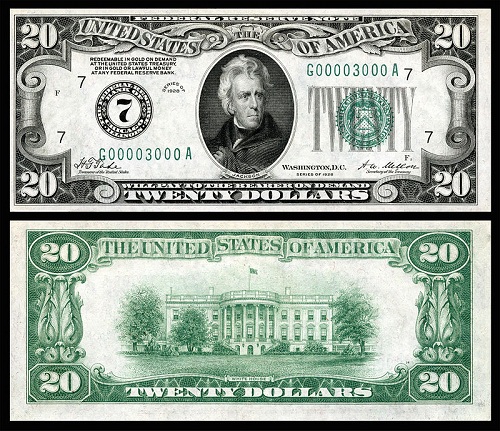 FEDERAL RESERVE NOTE
20 UNITED STATES OF AMERICA 20
THE
REDEEMABLE IN GOLD ON DEMAND
AT THE UNITED STATES TREASURY,
OR IN GOLD OR LAWFUL MONEY
AT ANY FEDERAL RESERVE BANK.
SERIES OF
1928
G00003000 A
F 7 7
7
7 7
G00003000 A
F.
Treasurer of the United States
JACKSON
WASHINGTON, D.C.
SERIES OF 1928
Secretary of the Treasury
20 WILL PAY TO THE BEARER ON DEMAND 20
TWENTY DOLLARS
20 THE UNITED STATES OF AMERICA 20
WHITE HOUSE
20 TWENTY DOLLARS 20